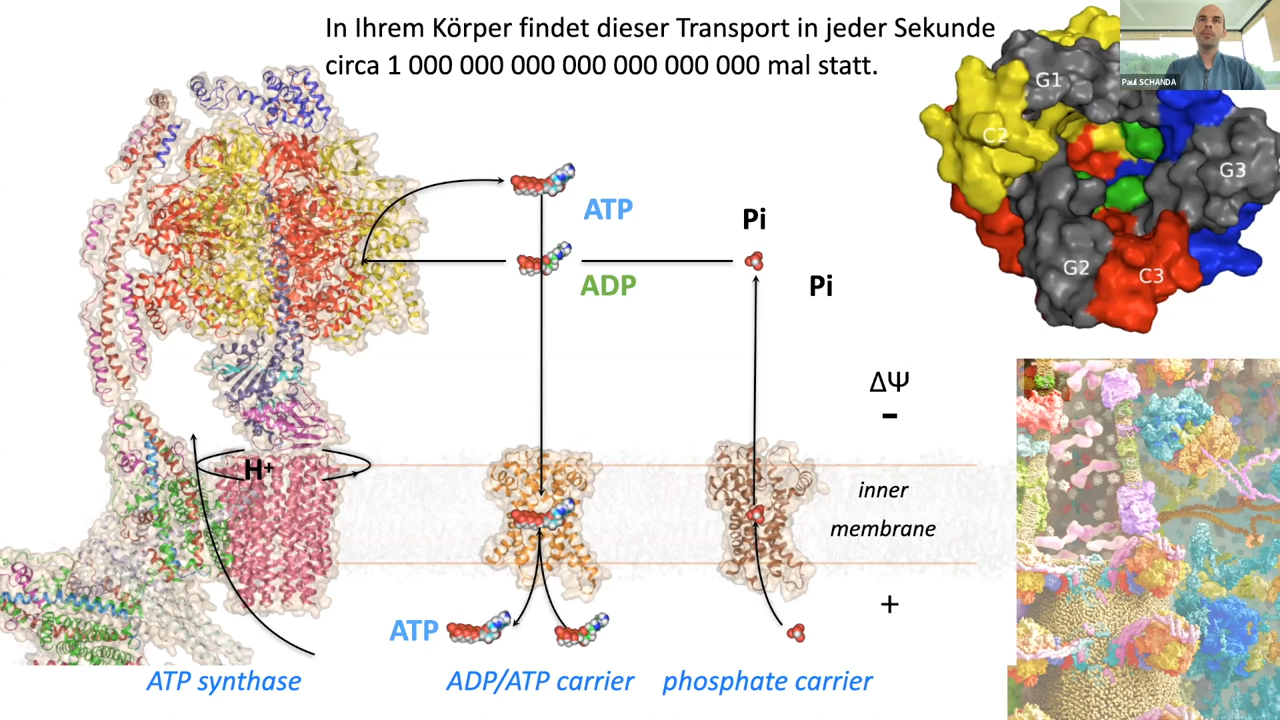 In Ihrem Körper findet dieser Transport in jeder Sekunde
circa 1 000 000 000 000 000 000 000 mal statt.
Paul SCHANDA
G1
C2
G3
G2
C3
ATP
Pi
ADP
Pi
ΔΨ
-
H+
inner
membrane
+
ATP
ATP synthase
ADP/ATP carrier
phosphate carrier